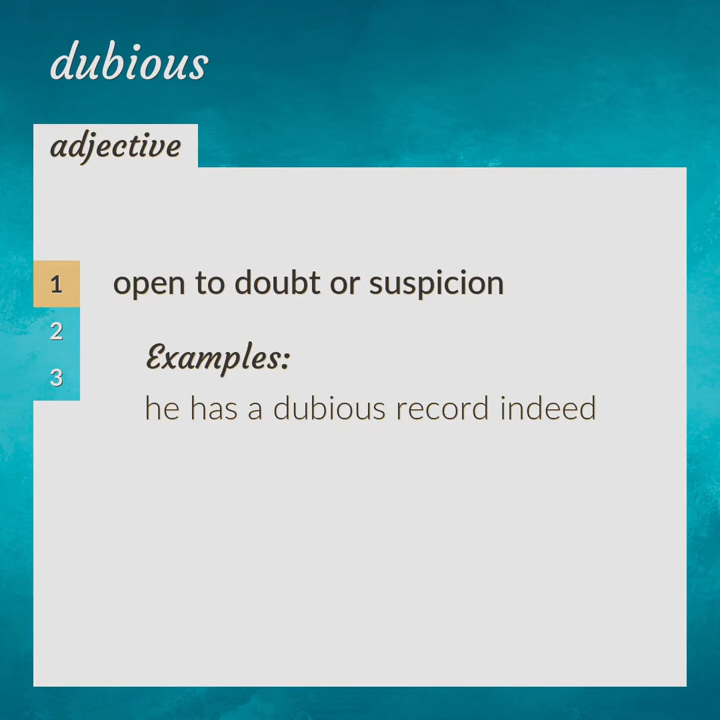 dubious
adjective
1
open to doubt or suspicion
2
Examples:
3
he has a dubious record indeed